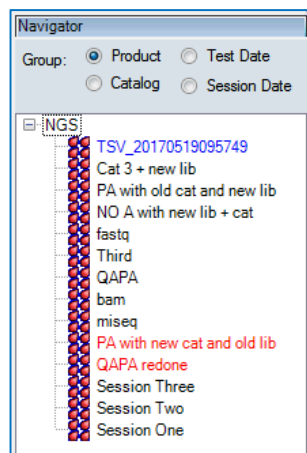 Navigator
Group: Product Test Date
Catalog Session Date
NGS
TSV_20170519095749
Cat 3 + new lib
PA with old cat and new lib
NO A with new lib + cat
fastq
Third
QAPA
bam
miseq
PA with new cat and old lib
QAPA redone
Session Three
Session Two
Session One